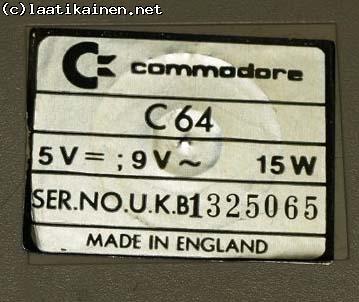 (c)laatikainen.net
commodore
C64
5V⎓; 9V~ 15W
SER.NO.U.K.B1325065
MADE IN ENGLAND